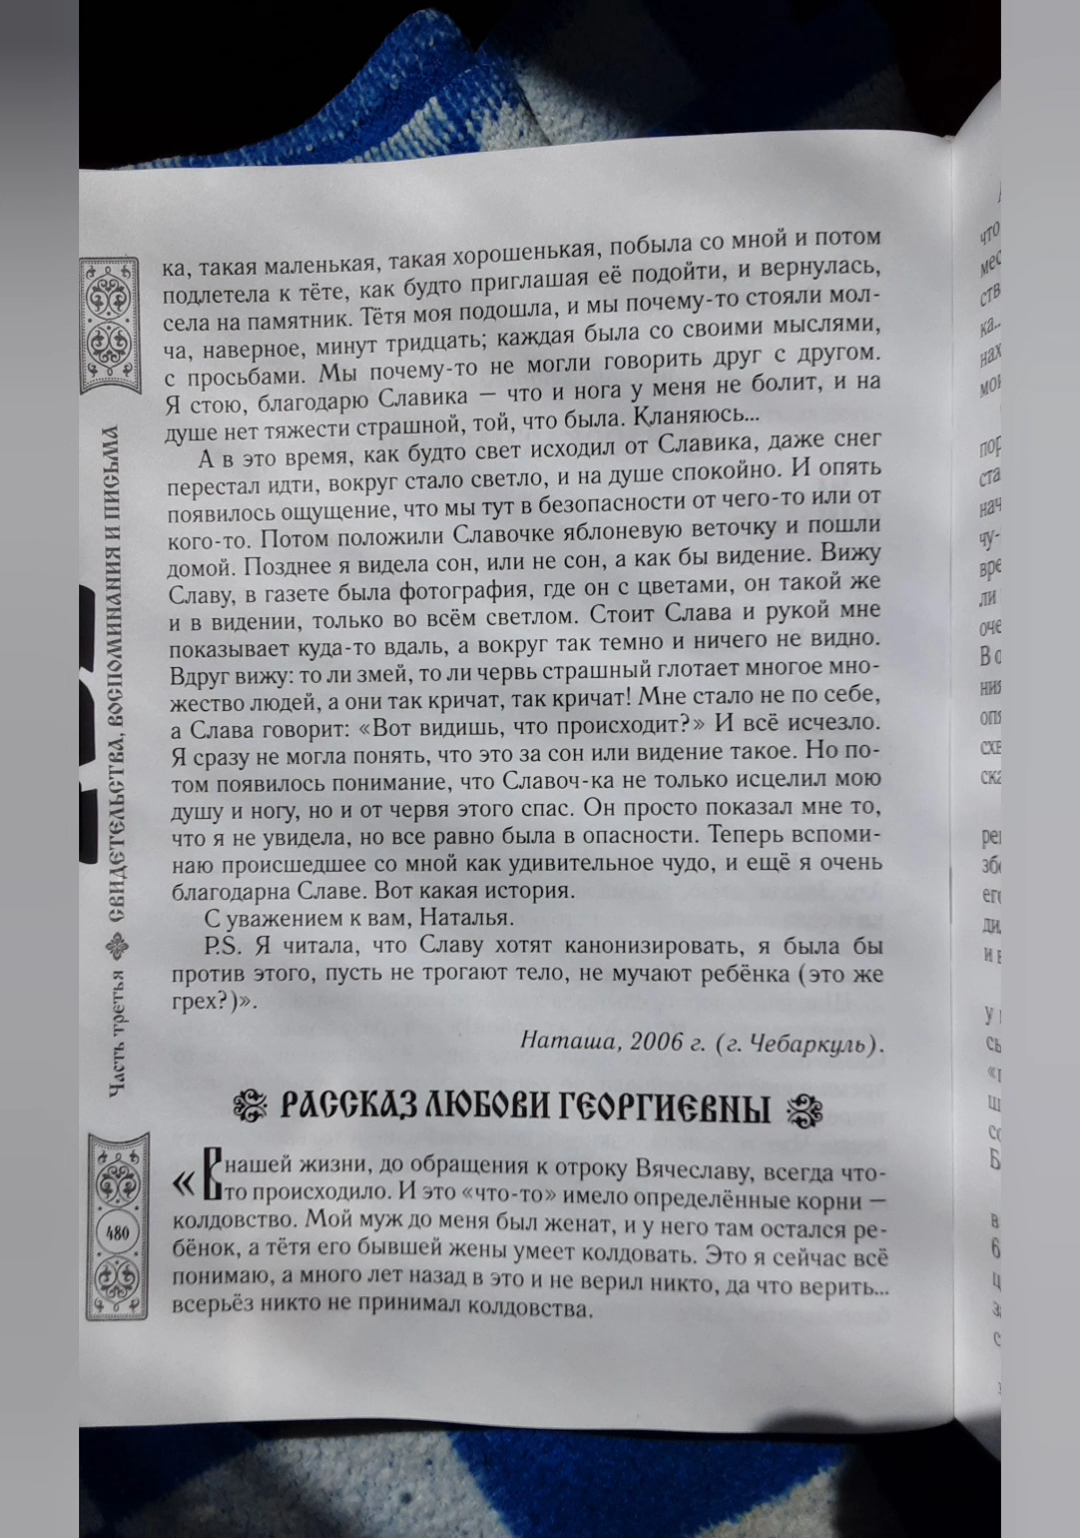 ка, такая маленькая, такая хорошенькая, побыла со мной и потом
подлетела к тёте, как будто приглашая её подойти, и вернулась,
села на памятник. Тётя моя подошла, и мы почему-то стояли мол-
ча, наверное, минут тридцать; каждая была со своими мыслями,
с просьбами. Мы почему-то не могли говорить друг с другом.
Я стою, благодарю Славика — что и нога у меня не болит, и на
душе нет тяжести страшной, той, что была. Кланяюсь...
А в это время, как будто свет исходил от Славика, даже снег
перестал идти, вокруг стало светло, и на душе спокойно. И опять
появилось ощущение, что мы тут в безопасности от чего-то или от
кого-то. Потом положили Славочке яблоневую веточку и пошли
домой. Позднее я видела сон, или не сон, а как бы видение. Вижу
Славу, в газете была фотография, где он с цветами, он такой же
и в видении, только во всём светлом. Стоит Слава и рукой мне
показывает куда-то вдаль, а вокруг так темно и ничего не видно.
Вдруг вижу: то ли змей, то ли червь страшный глотает многое мно-
жество людей, а они так кричат, так кричат! Мне стало не по себе,
а Слава говорит: «Вот видишь, что происходит?» И всё исчезло.
Я сразу не могла понять, что это за сон или видение такое. Но по-
том появилось понимание, что Славоч-ка не только исцелил мою
душу и ногу, но и от червя этого спас. Он просто показал мне то,
что я не увидела, но все равно была в опасности. Теперь вспоми-
наю происшедшее со мной как удивительное чудо, и ещё я очень
благодарна Славе. Вот какая история.
С уважением к вам, Наталья.
P.S. Я читала, что Славу хотят канонизировать, я была бы
против этого, пусть не трогают тело, не мучают ребёнка (это же
грех?)».
Наташа, 2006 г. (г. Чебаркуль).
РАССКАЗ ЛЮБОВИ ГЕОРГИЕВНЫ
«В нашей жизни, до обращения к отроку Вячеславу, всегда что-
то происходило. И это «что-то» имело определённые корни —
колдовство. Мой муж до меня был женат, и у него там остался ре-
бёнок, а тётя его бывшей жены умеет колдовать. Это я сейчас всё
понимаю, а много лет назад в это и не верил никто, да что верить...
всерьёз никто не принимал колдовства.
Часть третья СВИДЕТЕЛЬСТВА, ВОСПОМИНАНИЯ И ПИСЬМА
480